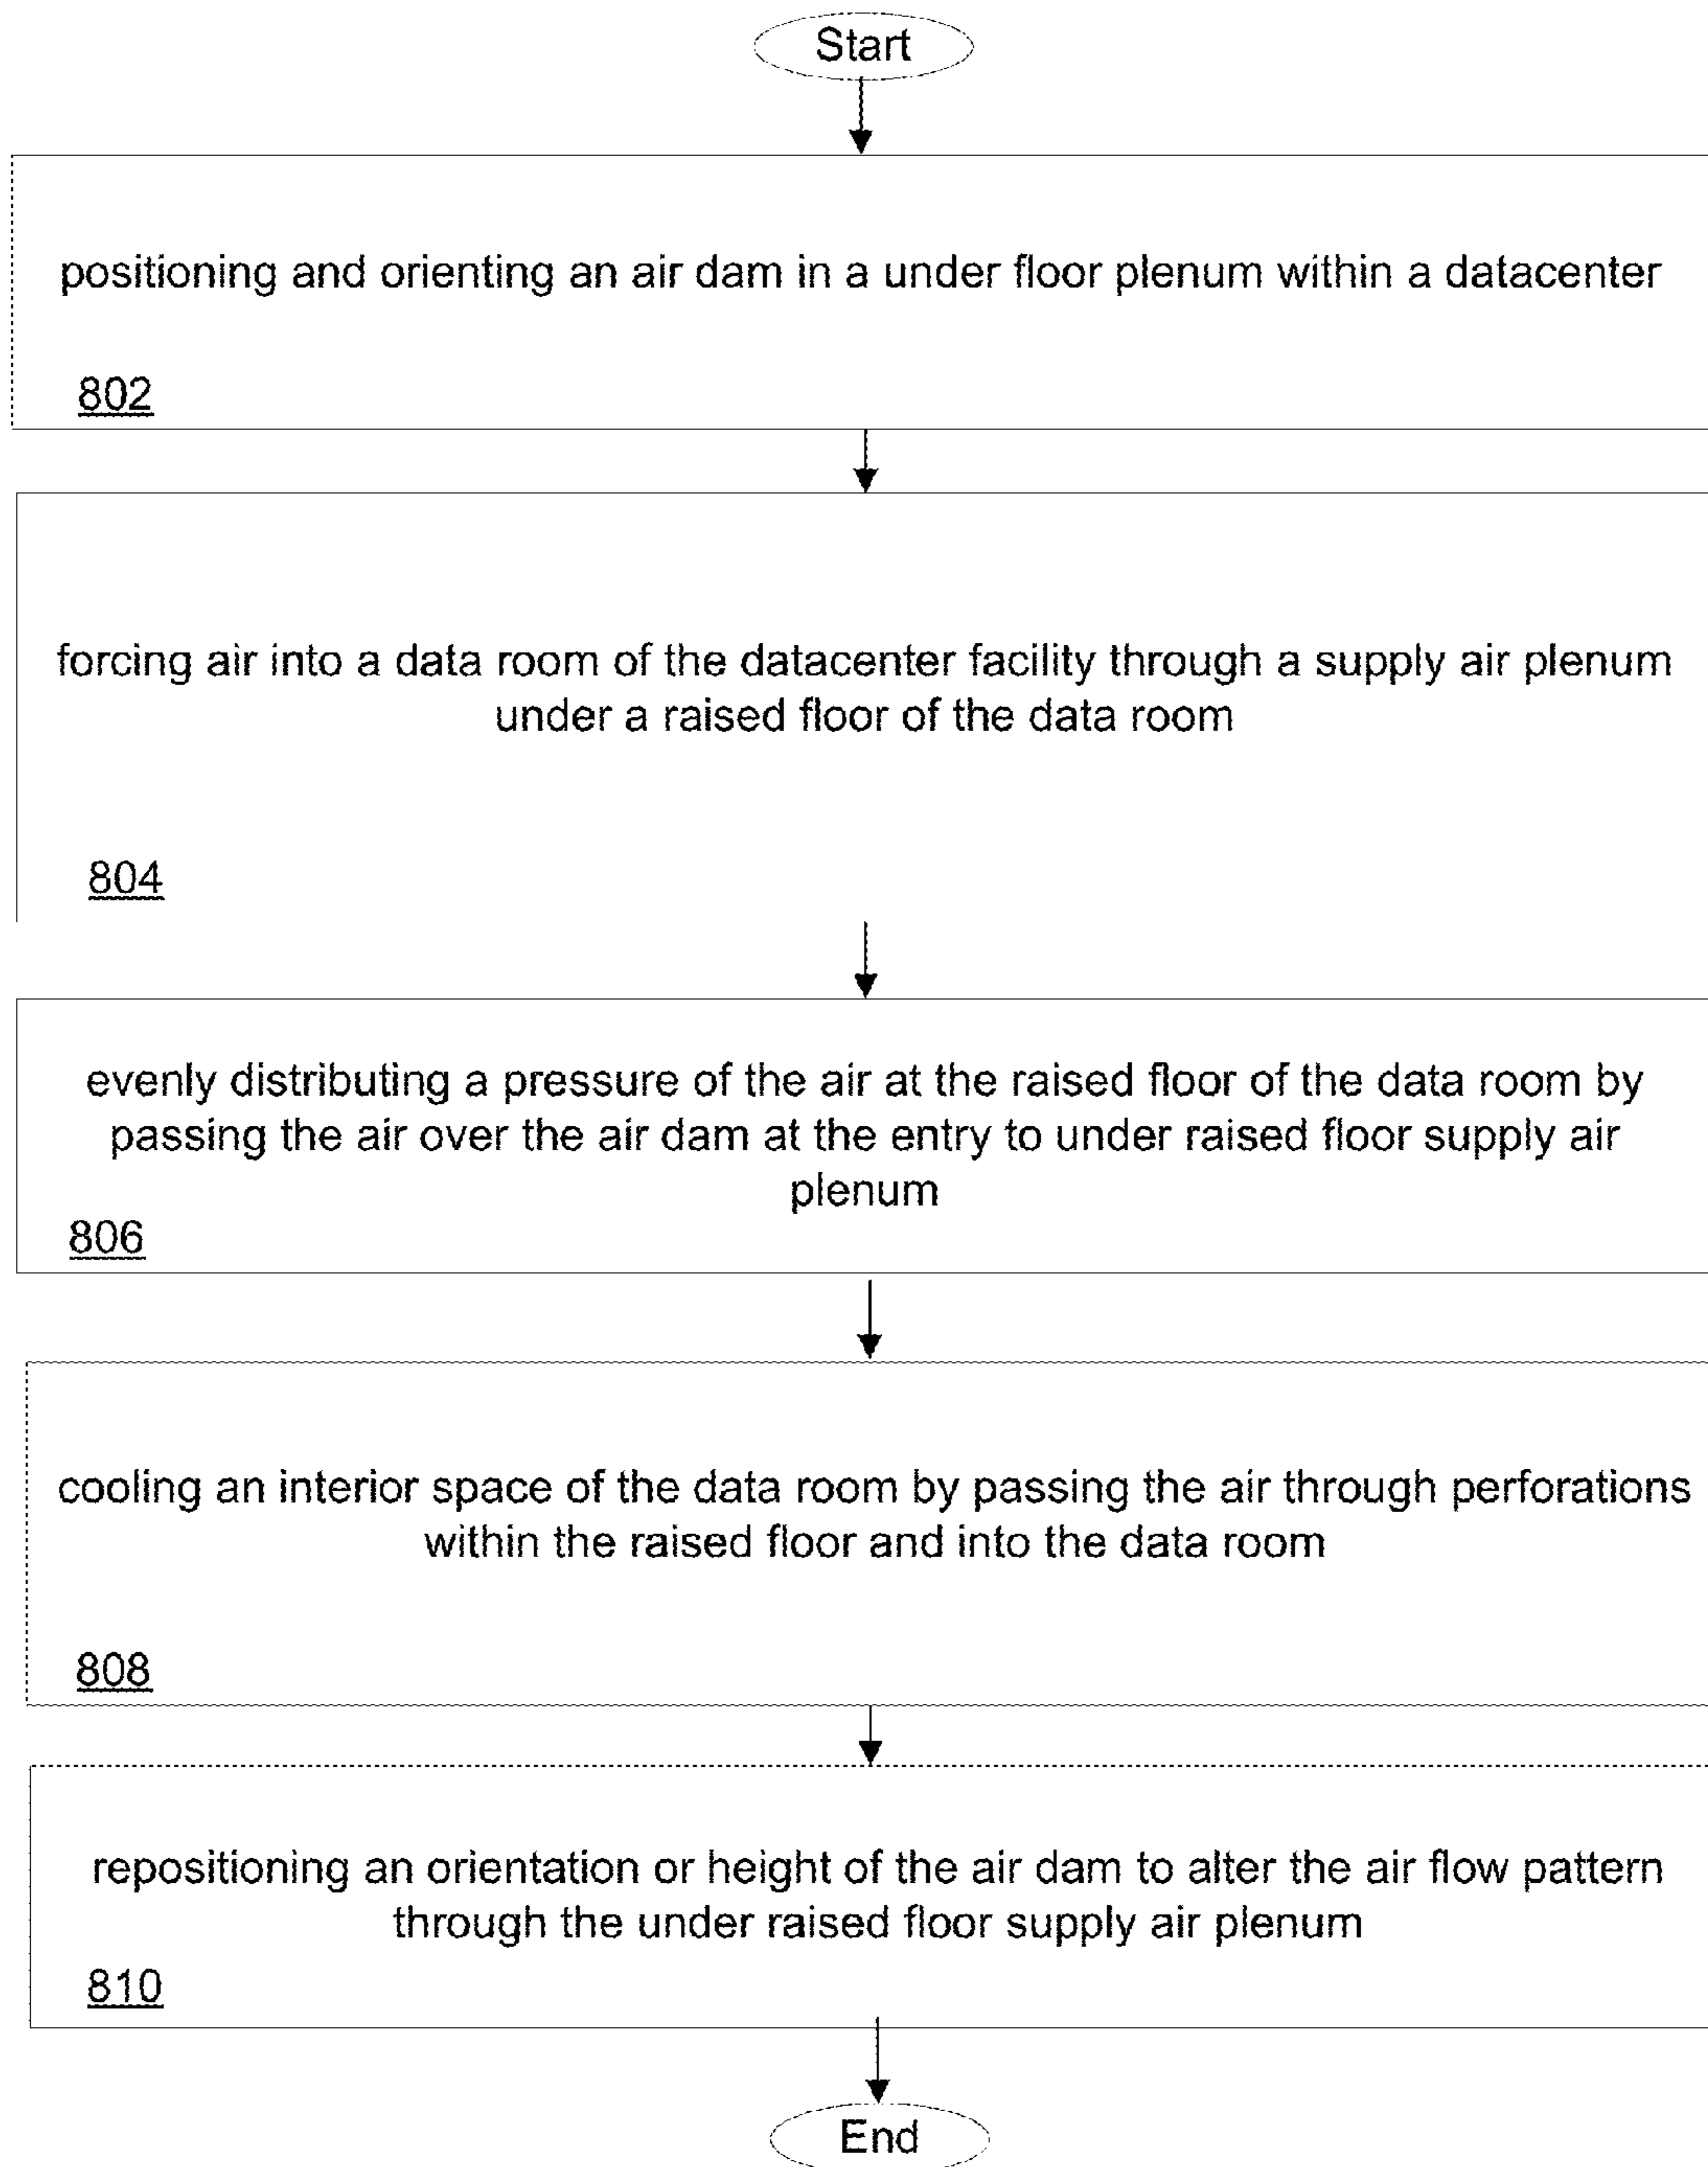 Start
positioning and orienting an air dam in a under floor plenum within a datacenter
802
forcing air into a data room of the datacenter facility through a supply air plenum
under a raised floor of the data room
804
evenly distributing a pressure of the air at the raised floor of the data room by
passing the air over the air dam at the entry to under raised floor supply air
plenum
806
cooling an interior space of the data room by passing the air through perforations
within the raised floor and into the data room
808
repositioning an orientation or height of the air dam to alter the air flow pattern
through the under raised floor supply air plenum
810
End